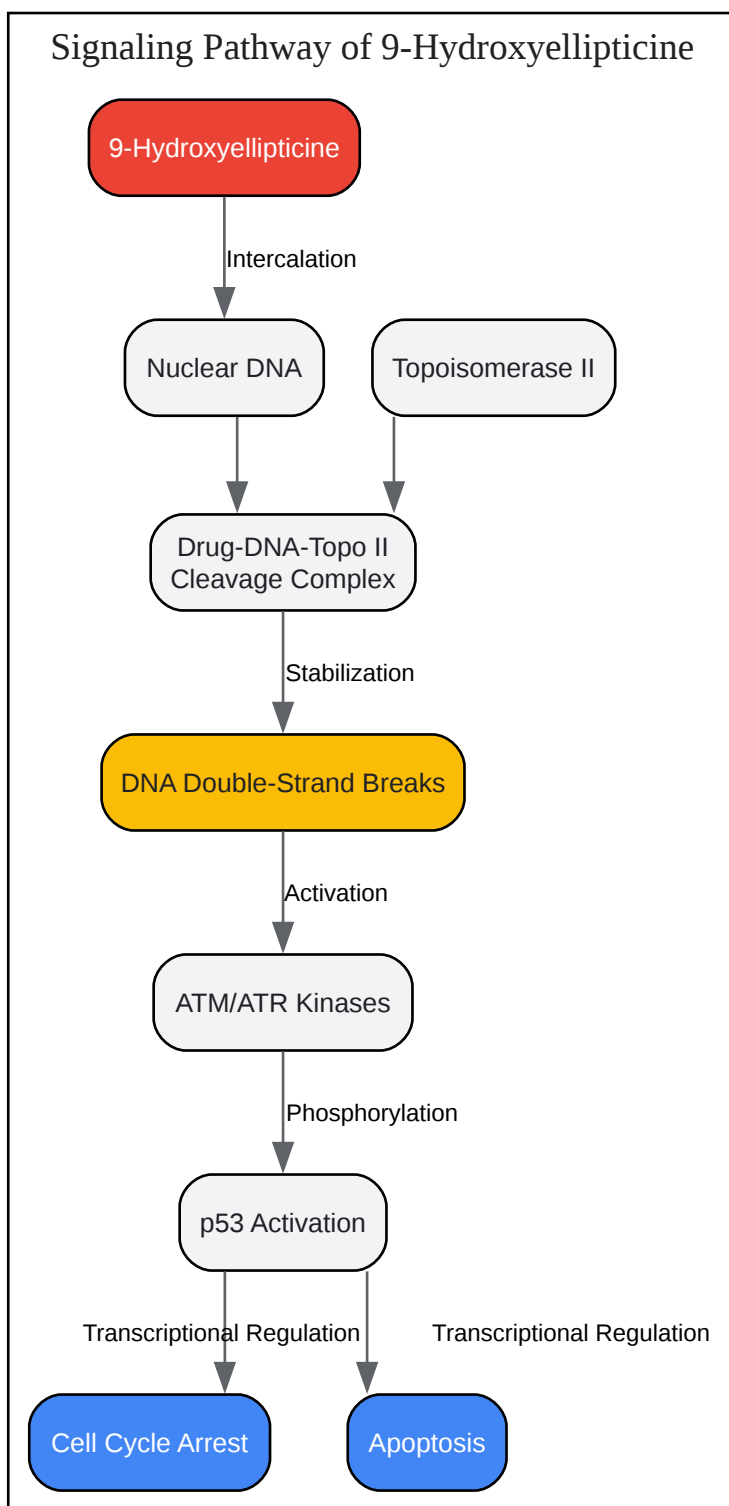 Signaling Pathway of 9-Hydroxyellipticine
9-Hydroxyellipticine
Intercalation
Nuclear DNA
Topoisomerase II
Drug-DNA-Topo II
Cleavage Complex
Stabilization
DNA Double-Strand Breaks
Activation
ATM/ATR Kinases
Phosphorylation
p53 Activation
Transcriptional Regulation
Transcriptional Regulation
Cell Cycle Arrest
Apoptosis